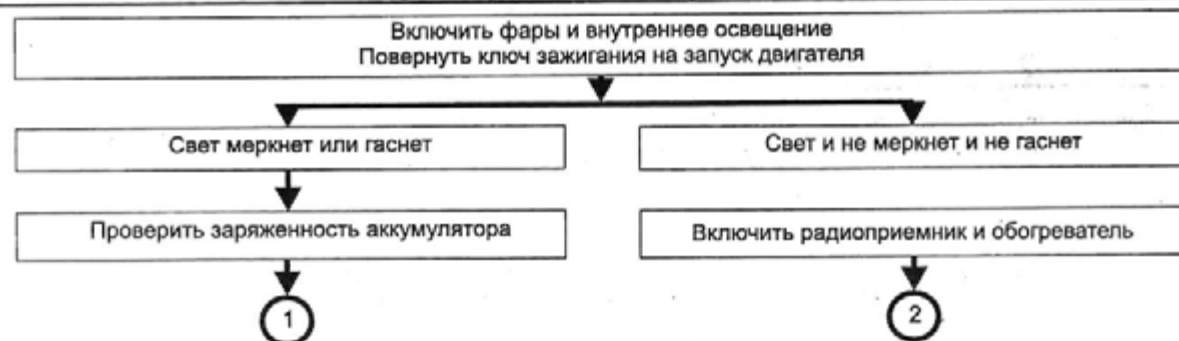 Включить фары и внутреннее освещение
Повернуть ключ зажигания на запуск двигателя
Свет меркнет или гаснет
Свет и не меркнет и не гаснет
Проверить заряженность аккумулятора
Включить радиоприемник и обогреватель
1
2